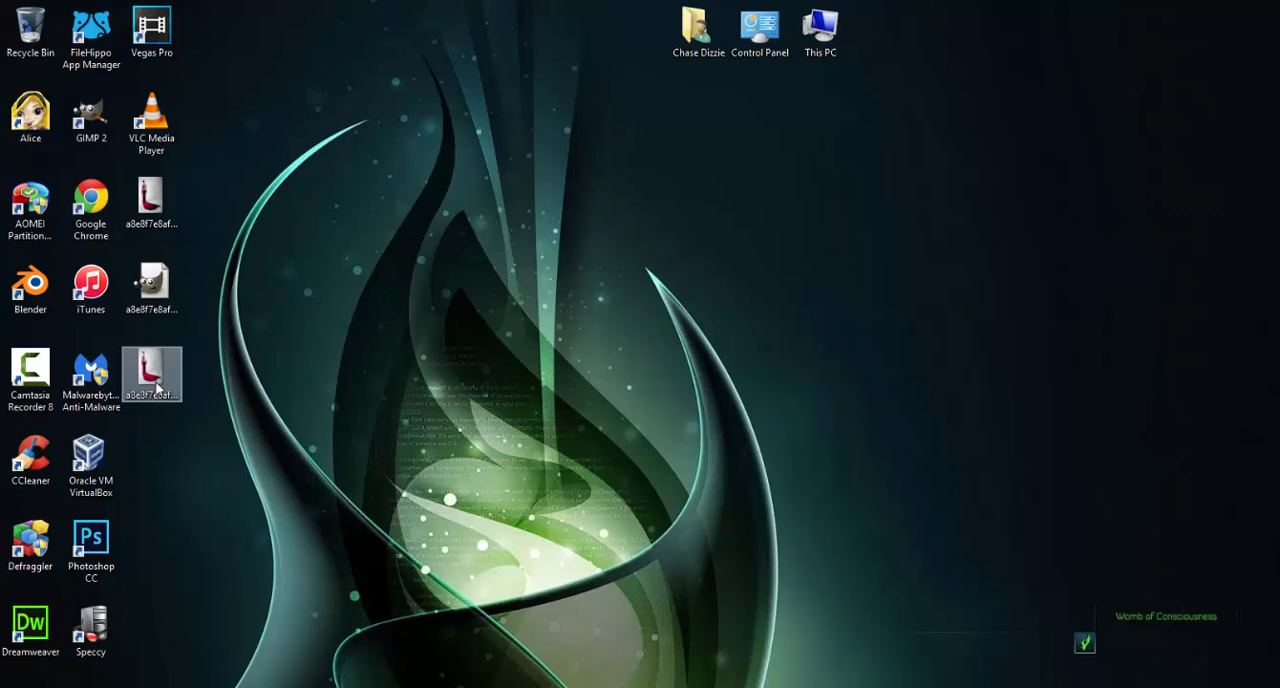 Recycle Bin
FileHippo
App Manager
Vegas Pro
Chase Dizzie
Control Panel
This PC
Alice
GIMP 2
VLC Media
Player
AOMEI
Partition...
Google
Chrome
a8e8f7e8af...
Blender
iTunes
a8e8f7e8af...
Camtasia
Recorder 8
Malwarebyt...
Anti-Malware
a8e8f7e8af...
CCleaner
Oracle VM
VirtualBox
Defraggler
Ps
Photoshop
CC
Dw
Dreamweaver
Speccy
Womb of Consciousness